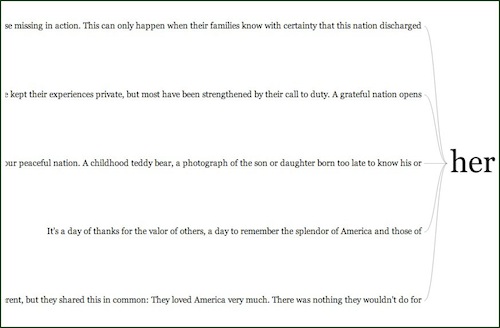 se missing in action. This can only happen when their families know with certainty that this nation discharged
kept their experiences private, but most have been strengthened by their call to duty. A grateful nation opens
our peaceful nation. A childhood teddy bear, a photograph of the son or daughter born too late to know his or
her
It's a day of thanks for the valor of others, a day to remember the splendor of America and those of
rent, but they shared this in common: They loved America very much. There was nothing they wouldn't do for